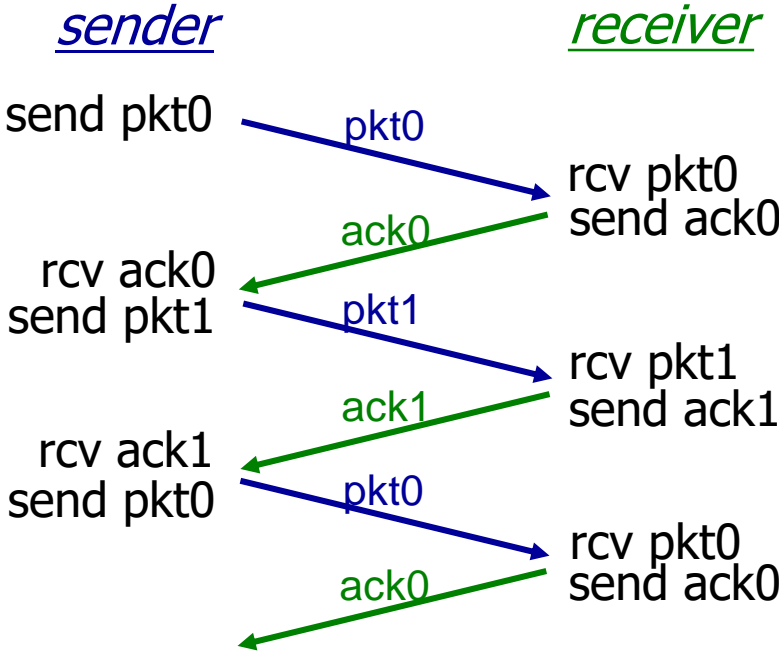 sender
receiver
send pkt0
pkt0
rcv pkt0
send ack0
ack0
rcv ack0
send pkt1
pkt1
rcv pkt1
send ack1
ack1
rcv ack1
send pkt0
pkt0
rcv pkt0
send ack0
ack0